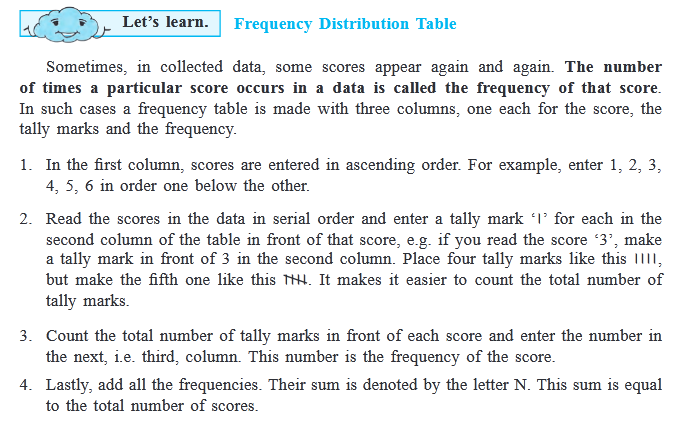 Let's learn. Frequency Distribution Table
Sometimes, in collected data, some scores appear again and again. The number
of times a particular score occurs in a data is called the frequency of that score.
In such cases a frequency table is made with three columns, one each for the score, the
tally marks and the frequency.
1. In the first column, scores are entered in ascending order. For example, enter 1, 2, 3,
4, 5, 6 in order one below the other.
2. Read the scores in the data in serial order and enter a tally mark ‘|’ for each in the
second column of the table in front of that score, e.g. if you read the score ‘3’, make
a tally mark in front of 3 in the second column. Place four tally marks like this ||||,
but make the fifth one like this 𝍸. It makes it easier to count the total number of
tally marks.
3. Count the total number of tally marks in front of each score and enter the number in
the next, i.e. third, column. This number is the frequency of the score.
4. Lastly, add all the frequencies. Their sum is denoted by the letter N. This sum is equal
to the total number of scores.